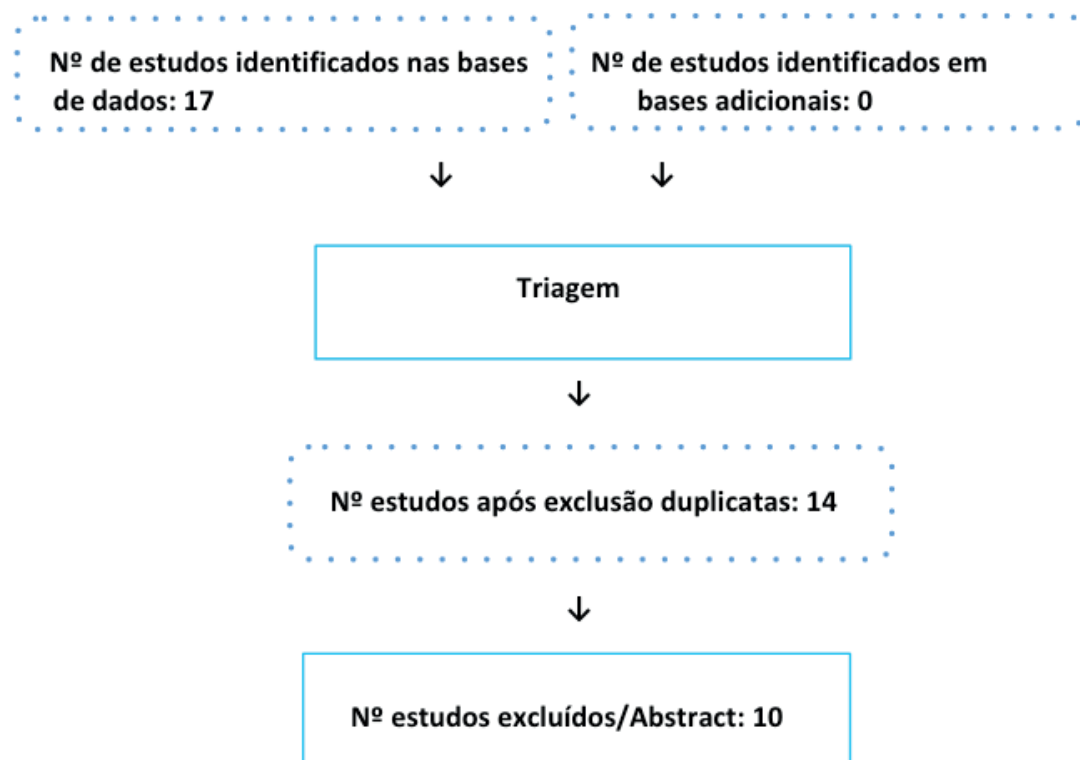 Nº de estudos identificados nas bases
de dados: 17
Nº de estudos identificados em
bases adicionais: 0
Triagem
Nº estudos após exclusão duplicatas: 14
Nº estudos excluídos/Abstract: 10